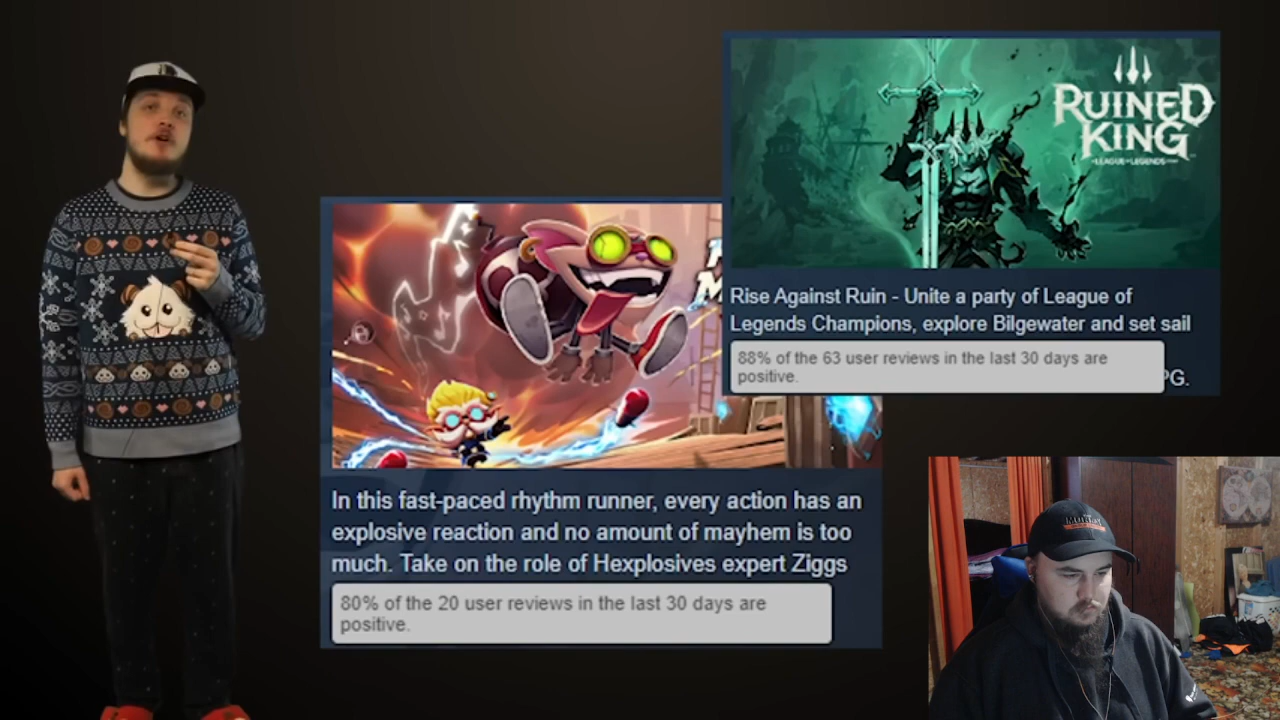 RUINED
KING
A LEAGUE OF LEGENDS STORY
Rise Against Ruin - Unite a party of League of
Legends Champions, explore Bilgewater and set sail
88% of the 63 user reviews in the last 30 days are
positive.
PG.
In this fast-paced rhythm runner, every action has an
explosive reaction and no amount of mayhem is too
much. Take on the role of Hexplosives expert Ziggs
80% of the 20 user reviews in the last 30 days are
positive.